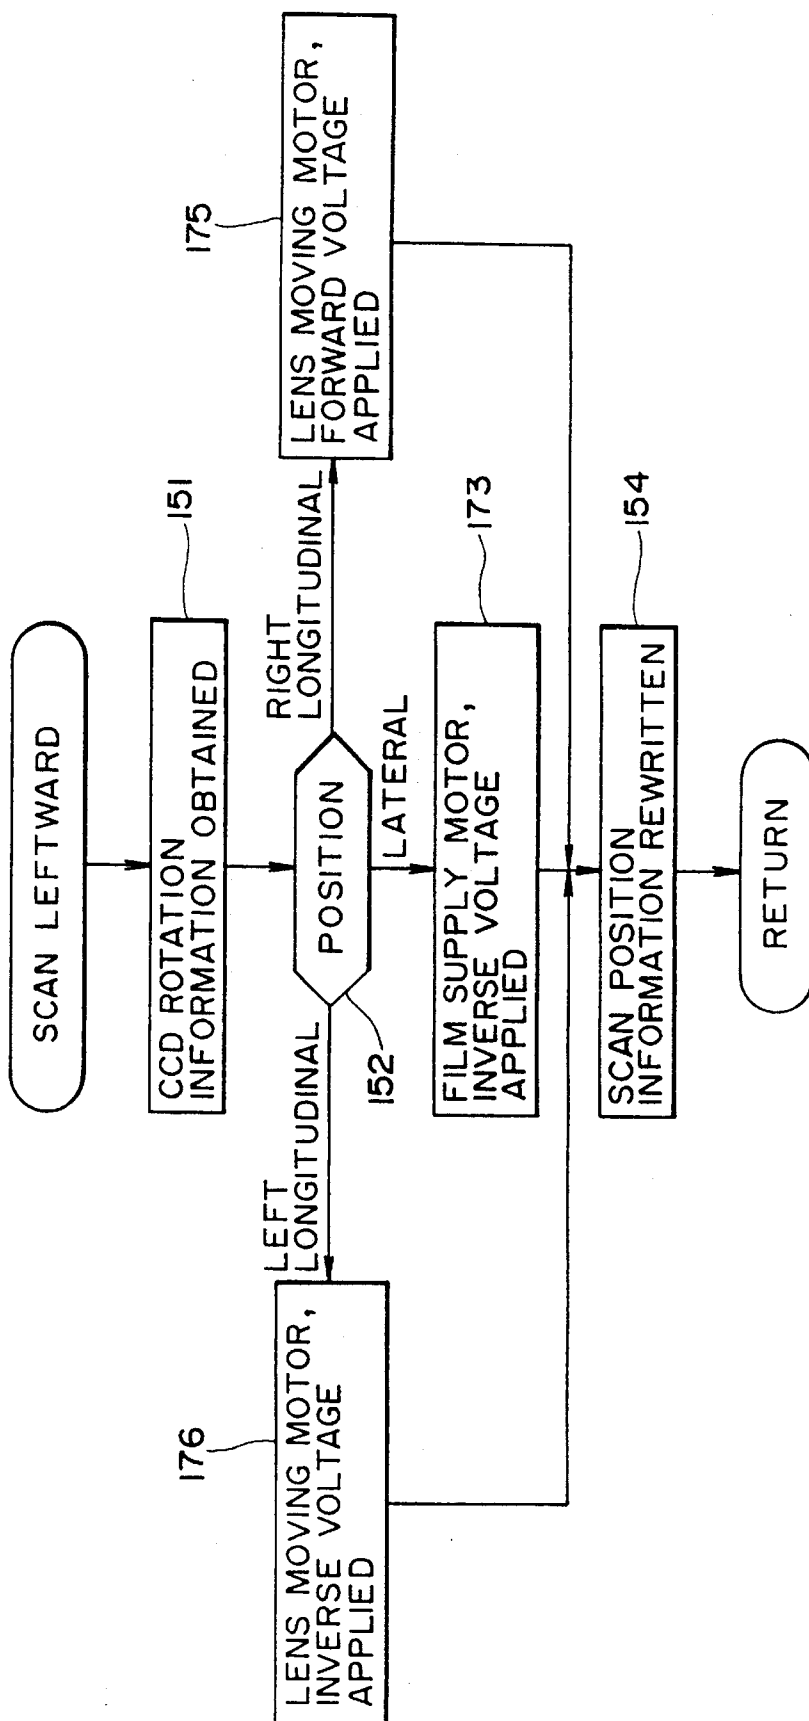 SCAN LEFTWARD
CCD ROTATION
INFORMATION OBTAINED
151
POSITION
152
LEFT
LONGITUDINAL
RIGHT
LONGITUDINAL
LATERAL
LENS MOVING MOTOR,
INVERSE VOLTAGE
APPLIED
176
FILM SUPPLY MOTOR,
INVERSE VOLTAGE
APPLIED
173
LENS MOVING MOTOR,
FORWARD VOLTAGE
APPLIED
175
SCAN POSITION
INFORMATION REWRITTEN
154
RETURN